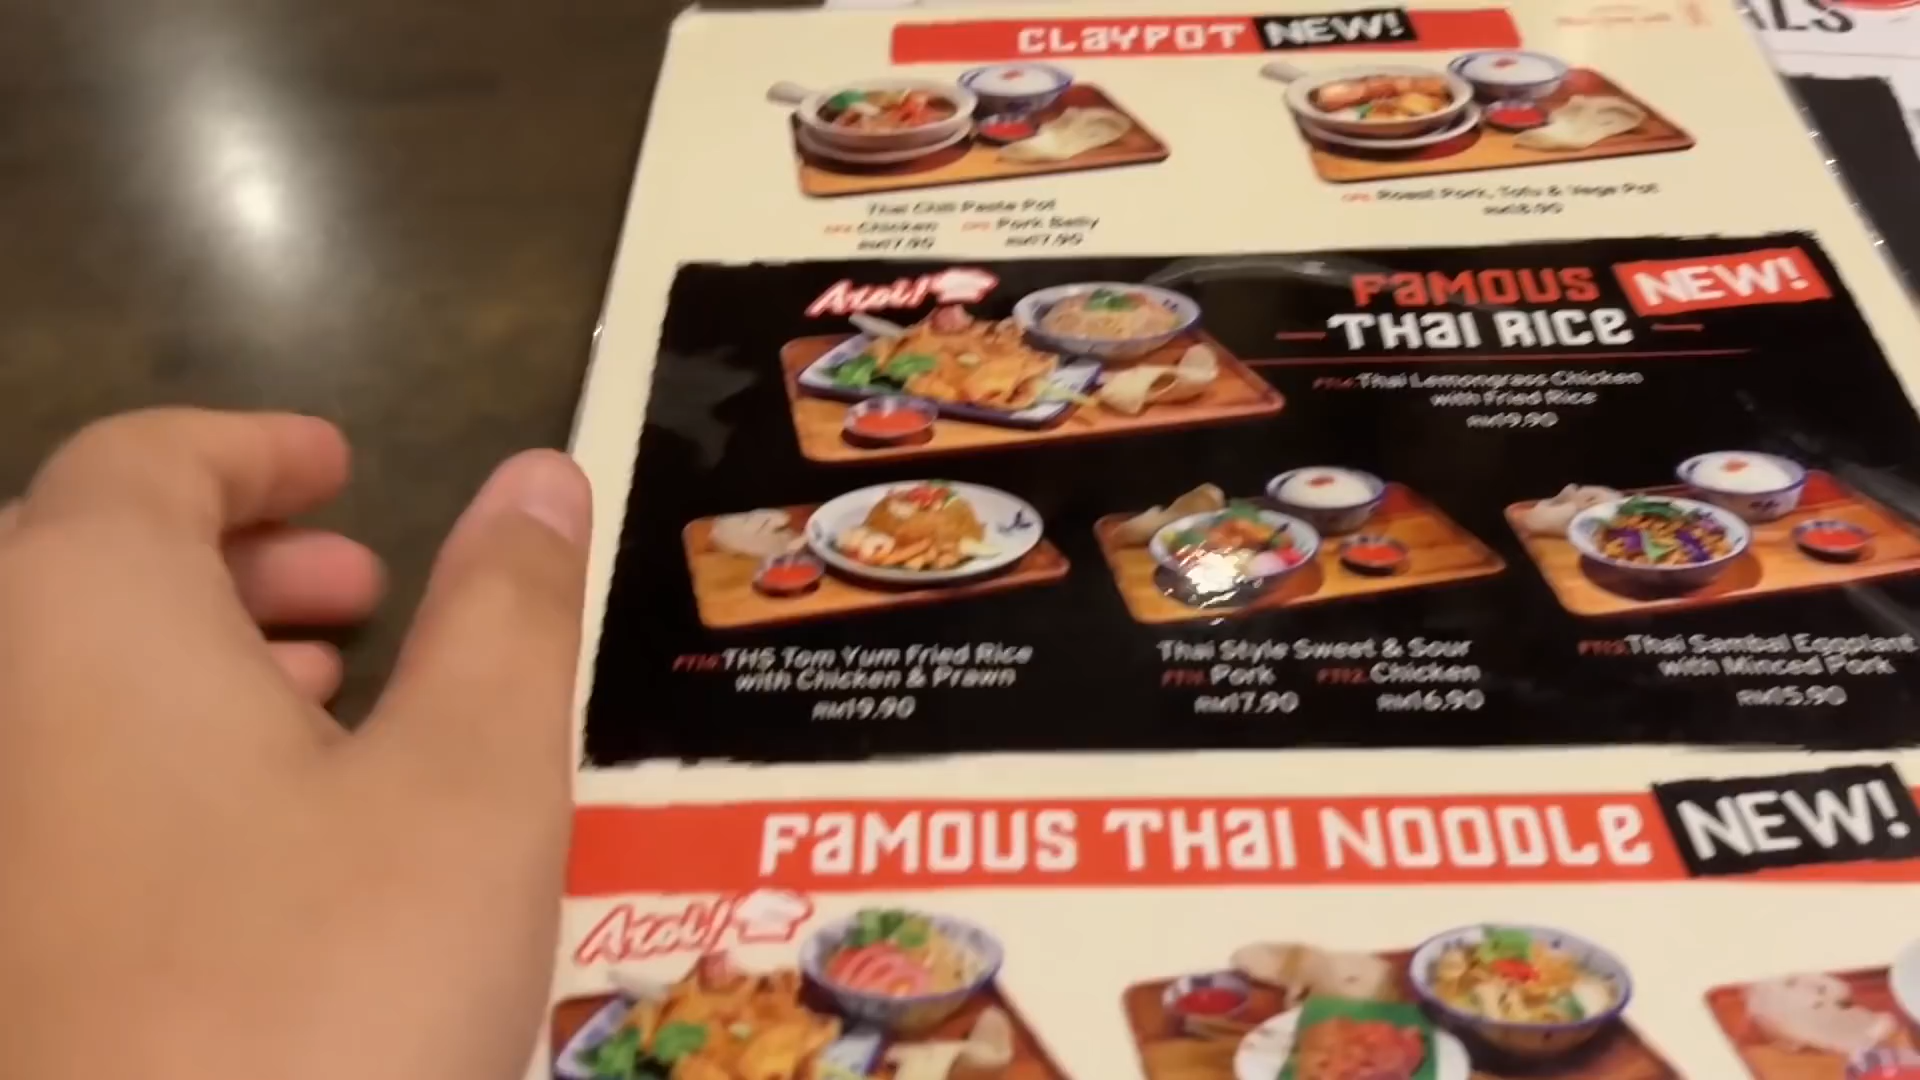 CLAYPOT NEW!
Thai Chili Paste Pot
Chicken Pork Belly
RM17.90 RM17.90
Roast Pork, Tofu & Vege Pot
RM18.90
Aroi!
FAMOUS NEW!
THAI RICE
Thai Lemongrass Chicken
with Fried Rice
RM19.90
THS Tom Yum Fried Rice
with Chicken & Prawn
RM19.90
Thai Style Sweet & Sour
Pork Chicken
RM17.90 RM16.90
Thai Sambal Eggplant
with Minced Pork
RM15.90
FAMOUS THAI NOODLE NEW!
Aroi!